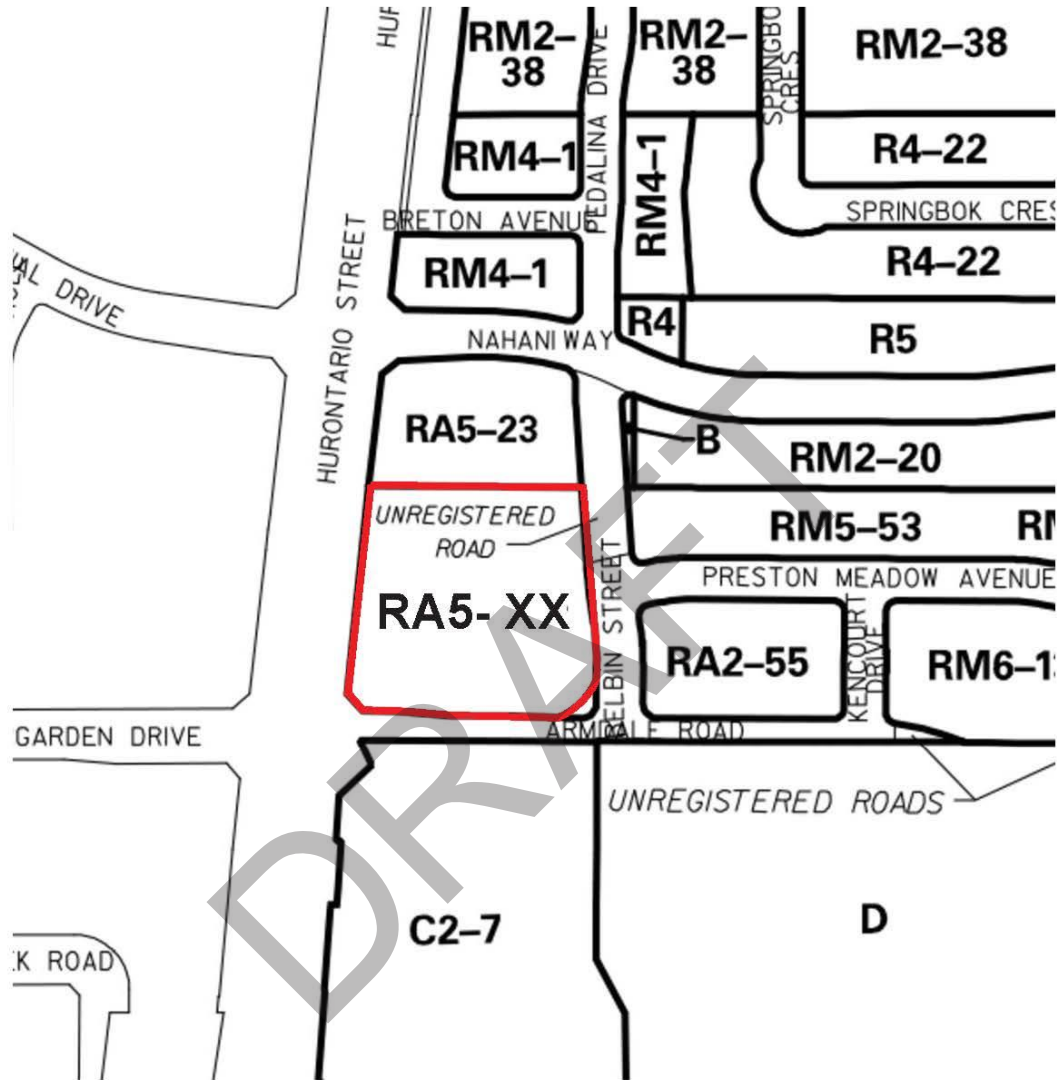 RM2–
38
RM2–
38
RM2–38
PEDALINA DRIVE
CRES
RM4–1
RM4–1
R4–22
BRETON AVENUE
SPRINGBOK CRES
RM4–1
R4–22
DRIVE
HURONTARIO STREET
R4
NAHANI WAY
R5
RA5–23
B
RM2–20
UNREGISTERED
ROAD
RM5–53
PRESTON MEADOW AVENUE
RA5- XX
STREET
RA2–55
KENCOURT
DRIVE
RM6–1
GARDEN DRIVE
ARMDALE ROAD
UNREGISTERED ROADS
C2–7
D
ROAD
DRAFT